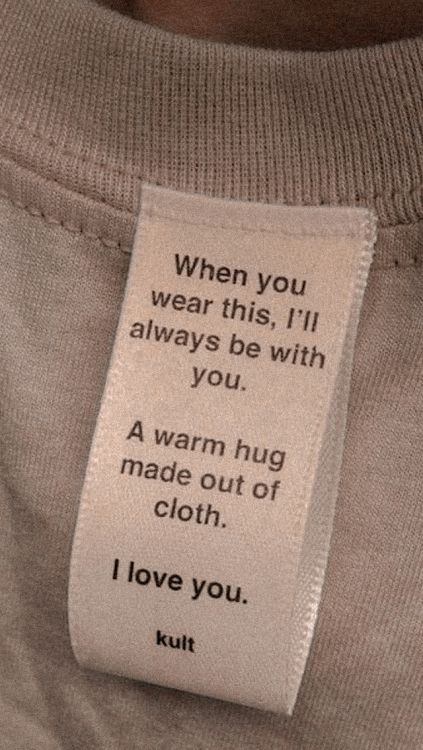 When you
wear this, I'll
always be with
you.
A warm hug
made out of
cloth.
I love you.
kult